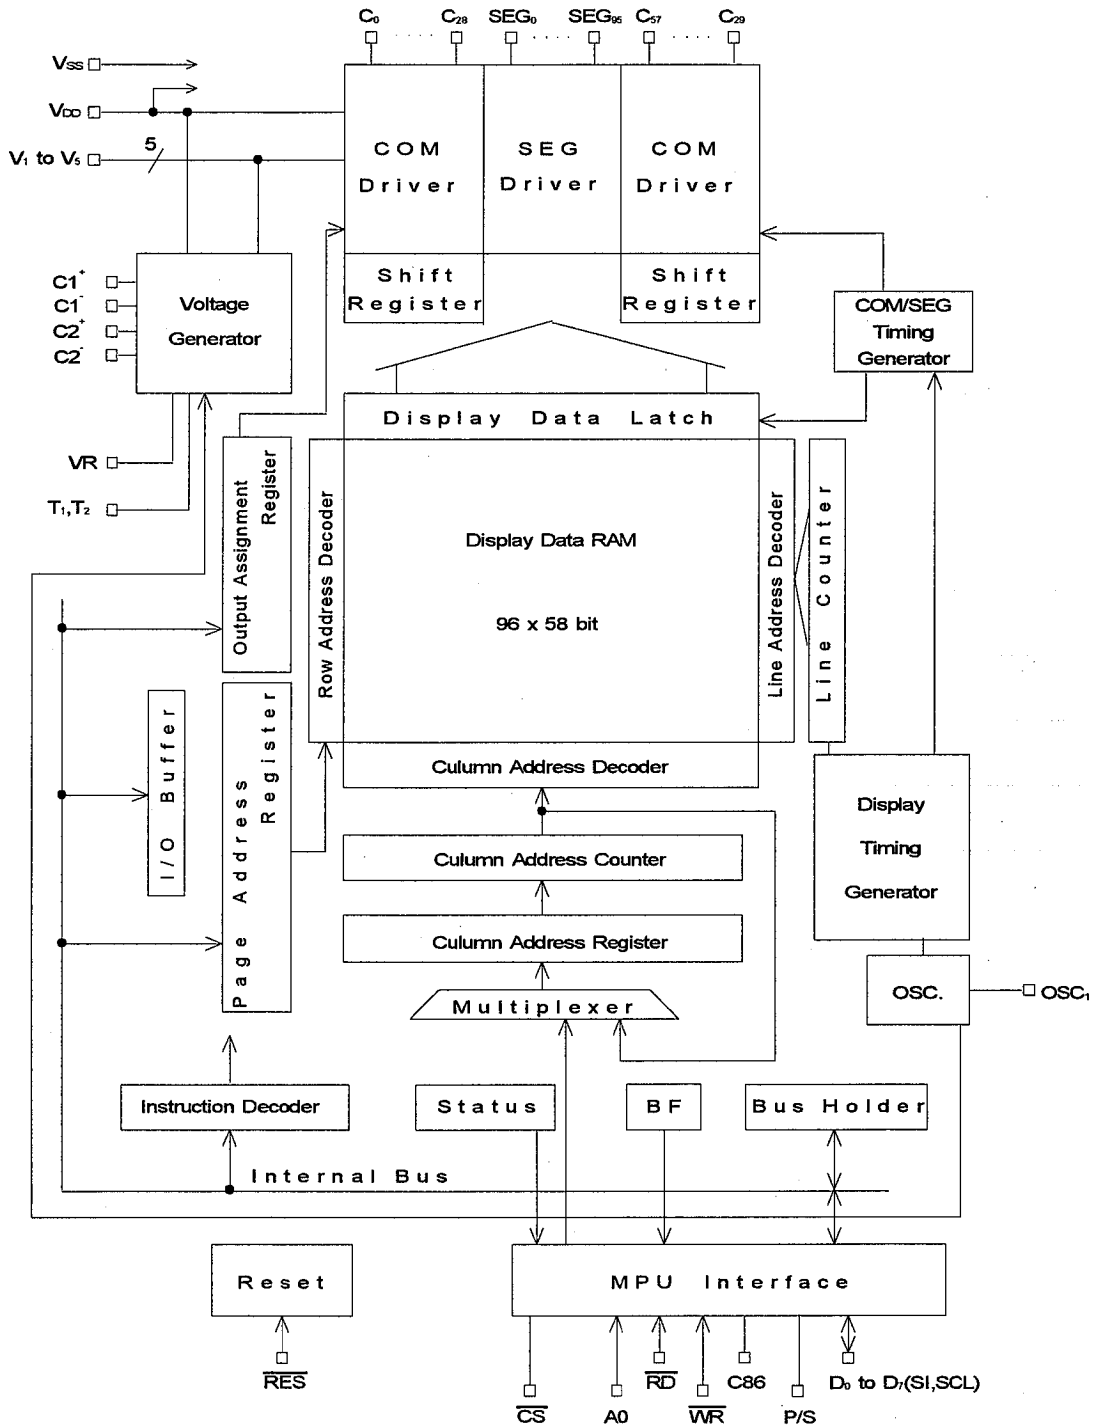 C₀ C₂₈ SEG₀ SEG₉₅ C₅₇ C₂₉
VSS
VDD
V₁ to V₅
5
COM
Driver
SEG
Driver
COM
Driver
Shift
Register
Shift
Register
C1⁺
C1⁻
C2⁺
C2⁻
Voltage
Generator
COM/SEG
Timing
Generator
VR
T₁,T₂
Display Data Latch
Output Assignment
Register
Row Address Decoder
Display Data RAM
96 x 58 bit
Line Address Decoder
Line Counter
I/O Buffer
Page Address
Register
Culumn Address Decoder
Culumn Address Counter
Culumn Address Register
Multiplexer
Display
Timing
Generator
OSC.
OSC₁
Instruction Decoder
Status
BF
Bus Holder
Internal Bus
Reset
MPU Interface
R̅E̅S̅
C̅S̅
A0
R̅D̅
W̅R̅
C86
P/S
D₀ to D₇(SI,SCL)